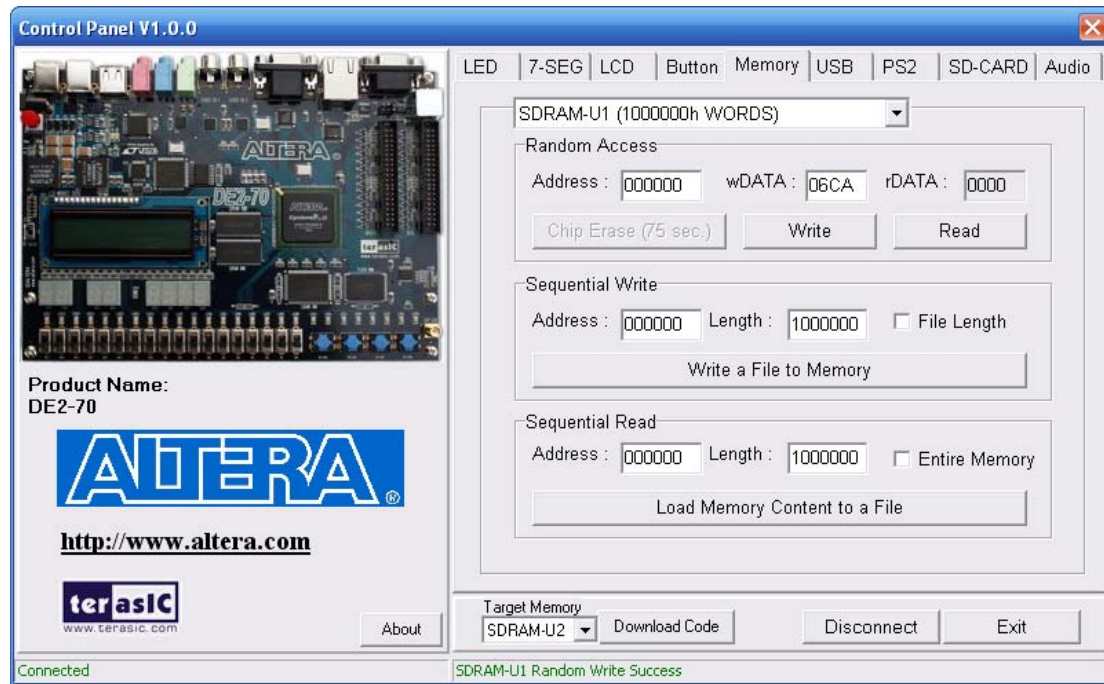 Control Panel V1.0.0
LED 7-SEG LCD Button Memory USB PS2 SD-CARD Audio
SDRAM-U1 (1000000h WORDS)
Random Access
Address : 000000 wDATA : 06CA rDATA : 0000
Chip Erase (75 sec.) Write Read
Sequential Write
Address : 000000 Length : 1000000 File Length
Write a File to Memory
Sequential Read
Address : 000000 Length : 1000000 Entire Memory
Load Memory Content to a File
ALTERA
DE2-70
terasIC
Product Name:
DE2-70
ALTERA®
http://www.altera.com
terasIC
www.terasic.com
About
Target Memory
SDRAM-U2 Download Code Disconnect Exit
Connected
SDRAM-U1 Random Write Success